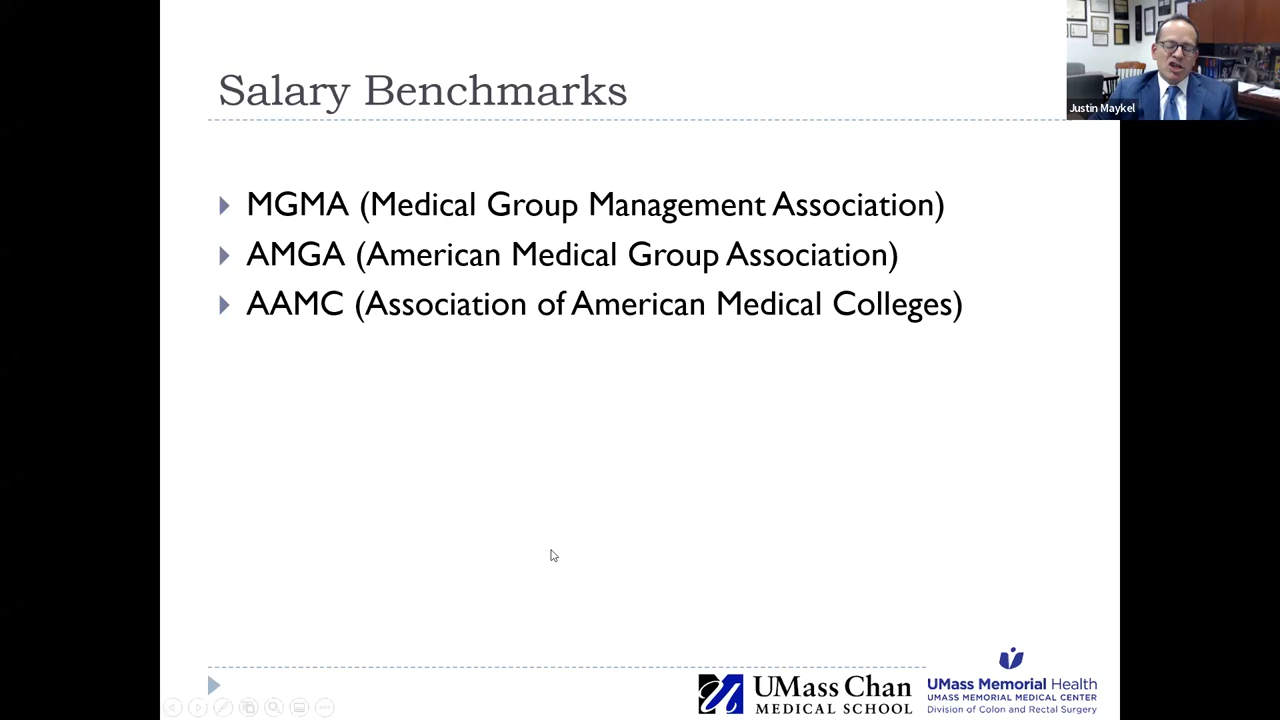 Salary Benchmarks
Justin Maykel
MGMA (Medical Group Management Association)
AMGA (American Medical Group Association)
AAMC (Association of American Medical Colleges)
UMass Chan
MEDICAL SCHOOL
UMass Memorial Health
UMASS MEMORIAL MEDICAL CENTER
Division of Colon and Rectal Surgery